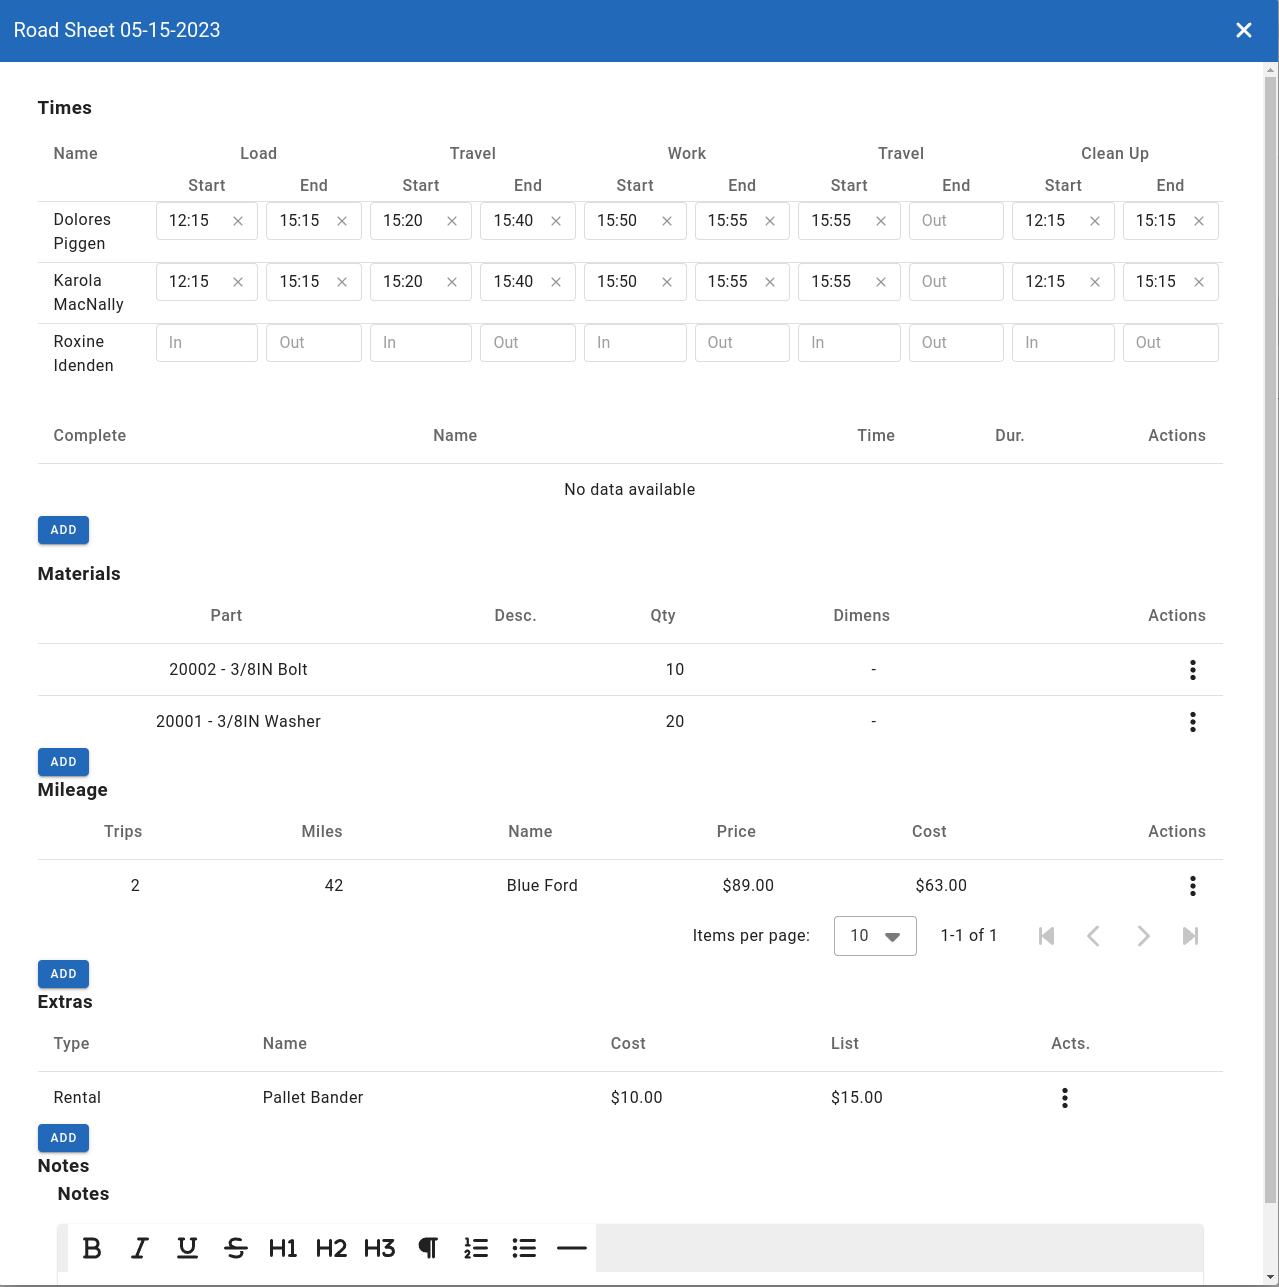 Road Sheet 05-15-2023
Times
Name Load Travel Work Travel Clean Up
Start End Start End Start End Start End Start End
Dolores 12:15 15:15 15:20 15:40 15:50 15:55 15:55 Out 12:15 15:15
Piggen
Karola 12:15 15:15 15:20 15:40 15:50 15:55 15:55 Out 12:15 15:15
MacNally
Roxine In Out In Out In Out In Out In Out
Idenden
Complete Name Time Dur. Actions
No data available
ADD
Materials
Part Desc. Qty Dimens Actions
20002 - 3/8IN Bolt 10 -
20001 - 3/8IN Washer 20 -
ADD
Mileage
Trips Miles Name Price Cost Actions
2 42 Blue Ford $89.00 $63.00
Items per page: 10 1-1 of 1
ADD
Extras
Type Name Cost List Acts.
Rental Pallet Bander $10.00 $15.00
ADD
Notes
Notes
B I U S H1 H2 H3 ¶